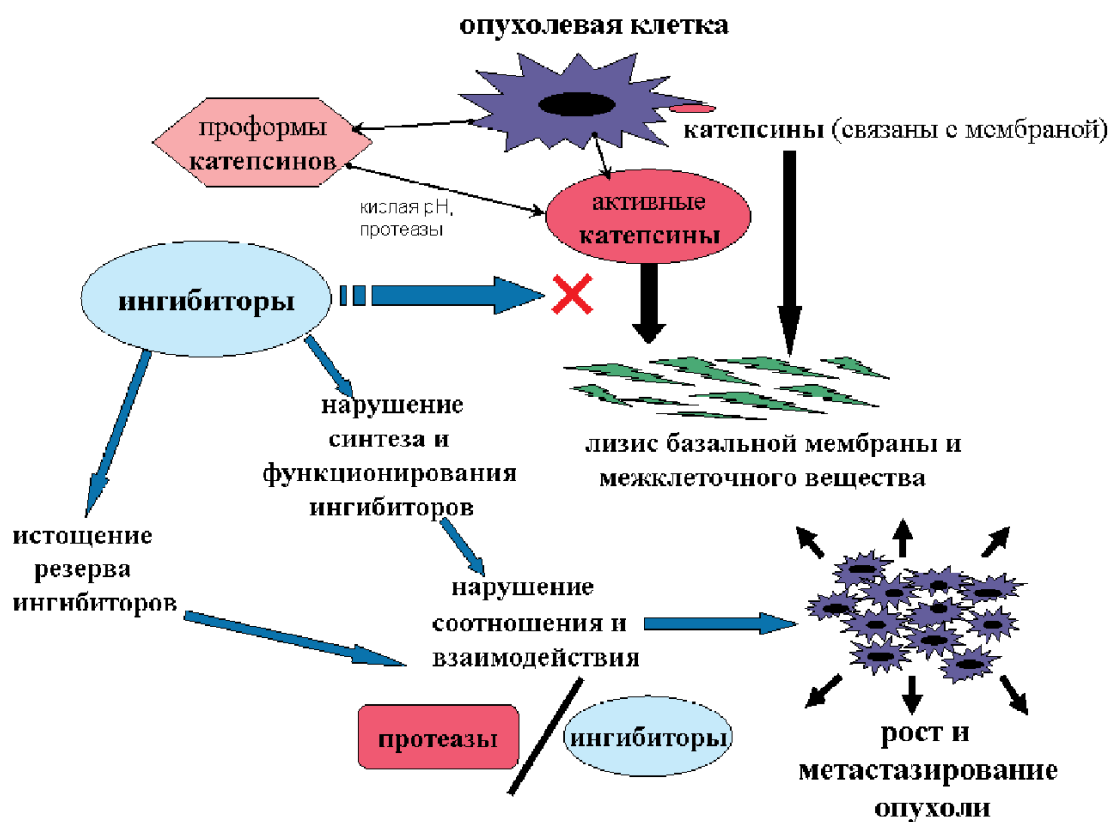 опухолевая клетка
проформы
катепсинов
катепсины (связаны с мембраной)
кислая pH,
протеазы
активные
катепсины
ингибиторы
нарушение
синтеза и
функционирования
ингибиторов
лизис базальной мембраны и
межклеточного вещества
истощение
резерва
ингибиторов
нарушение
соотношения и
взаимодействия
протеазы
ингибиторы
рост и
метастазирование
опухоли